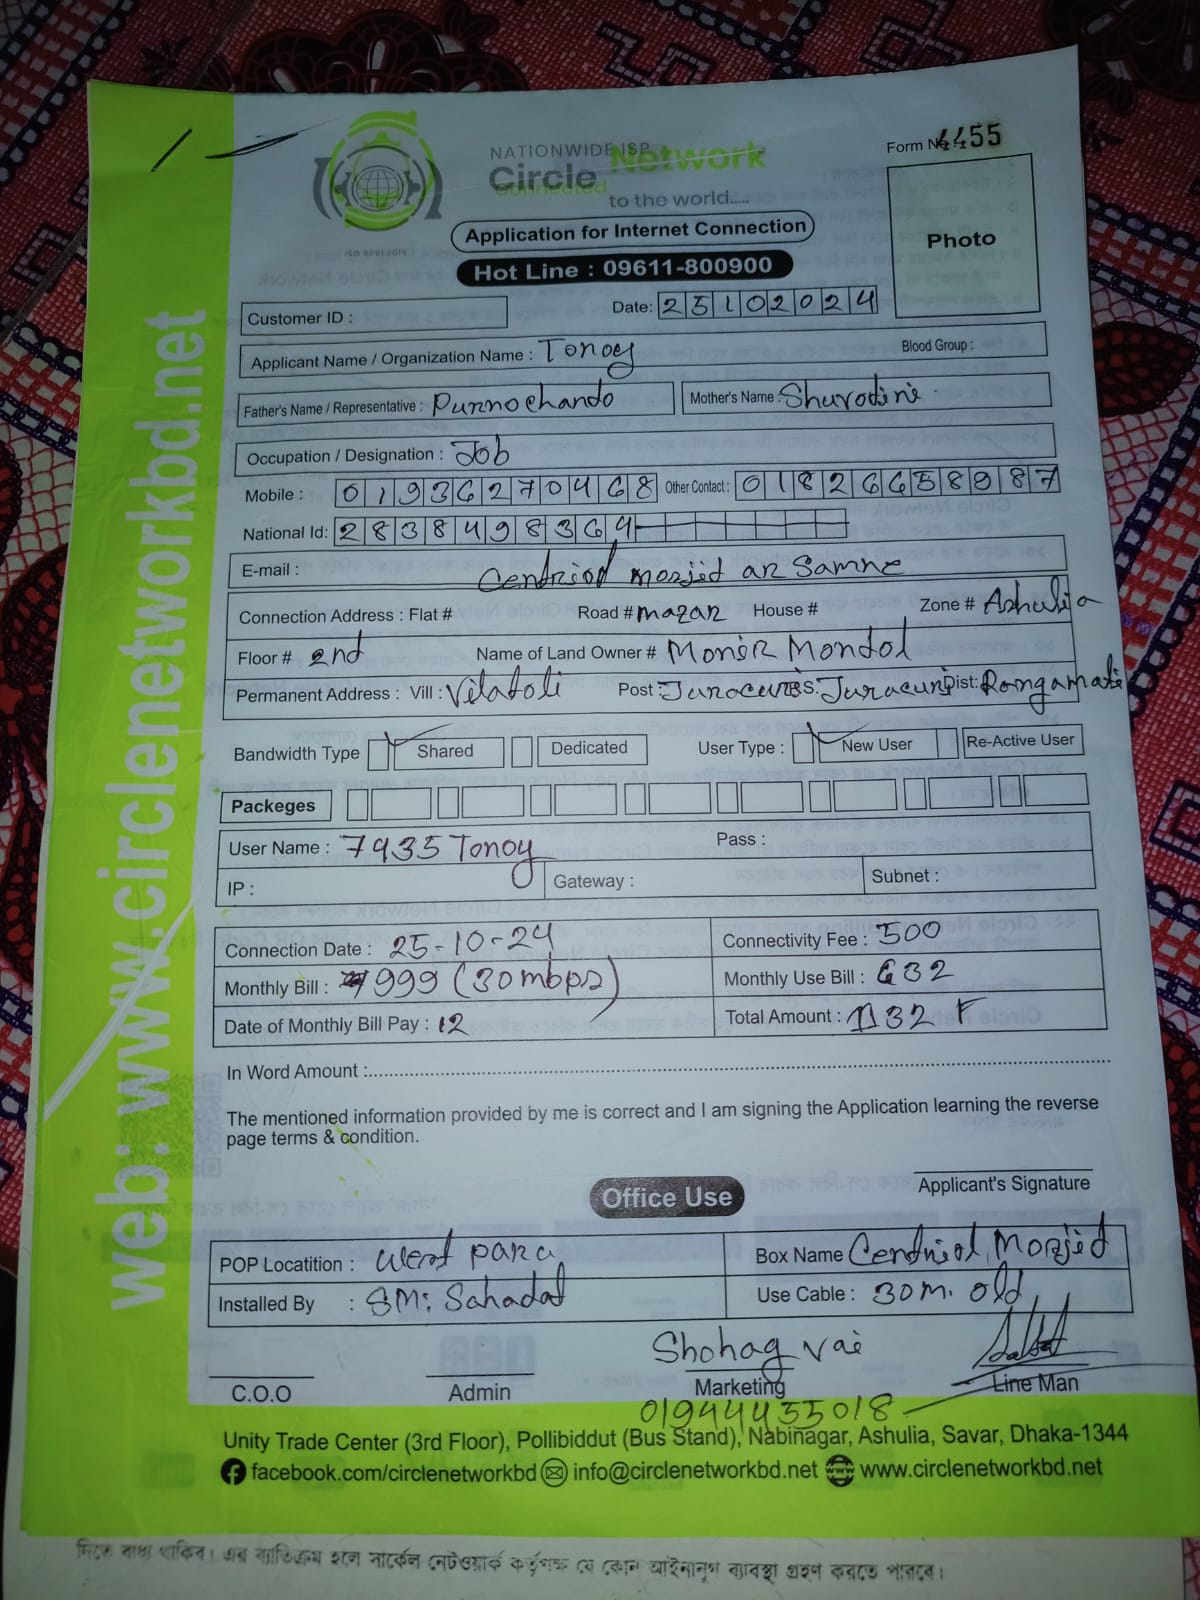 NATIONWIDE ISP
Circle Network
Connected
to the world.....
Form No 4455
Photo
Application for Internet Connection
ISO 9001:2015
Hot Line : 09611-800900
Customer ID :
Date: 25102024
Applicant Name / Organization Name : Tonoy
Blood Group :
Father's Name / Representative : Purnochando
Mother's Name : Shurodini
Occupation / Designation : Job
Mobile : 01936270468 Other Contact : 01826658987
National Id: 2838498364
E-mail :
Centriol mosjid ar Samne
Connection Address : Flat # Road # mazar House # Zone # Ashulia
Floor # 2nd Name of Land Owner # Monir Mondol
Permanent Address : Vill : Vilatoli Post : Juracuri P.S: Juracuri Dist: Rangamati
Bandwidth Type Shared Dedicated User Type : New User Re-Active User
Packeges
User Name : 7935 Tonoy Pass :
IP : Gateway : Subnet :
Connection Date : 25-10-24 Connectivity Fee : 500
Monthly Bill : 999 (30mbps) Monthly Use Bill : 632
Date of Monthly Bill Pay : 12 Total Amount : 1132
In Word Amount :
The mentioned information provided by me is correct and I am signing the Application learning the reverse
page terms & condition.
Applicant's Signature
Office Use
POP Locatition : West para Box Name Centriol, Mosjid
Installed By : SM: Sahadat Use Cable : 30m. old
Shohag vai
C.O.O Admin Marketing Line Man
01944455018
Unity Trade Center (3rd Floor), Pollibiddut (Bus Stand), Nabinagar, Ashulia, Savar, Dhaka-1344
facebook.com/circlenetworkbd info@circlenetworkbd.net www.circlenetworkbd.net
web: www.circlenetworkbd.net
দিতে বাধ্য থাকিব। এর ব্যতিক্রম হলে সার্কেল নেটওয়ার্ক কর্তৃপক্ষ যে কোন আইনানুগ ব্যবস্থা গ্রহণ করতে পারবে।